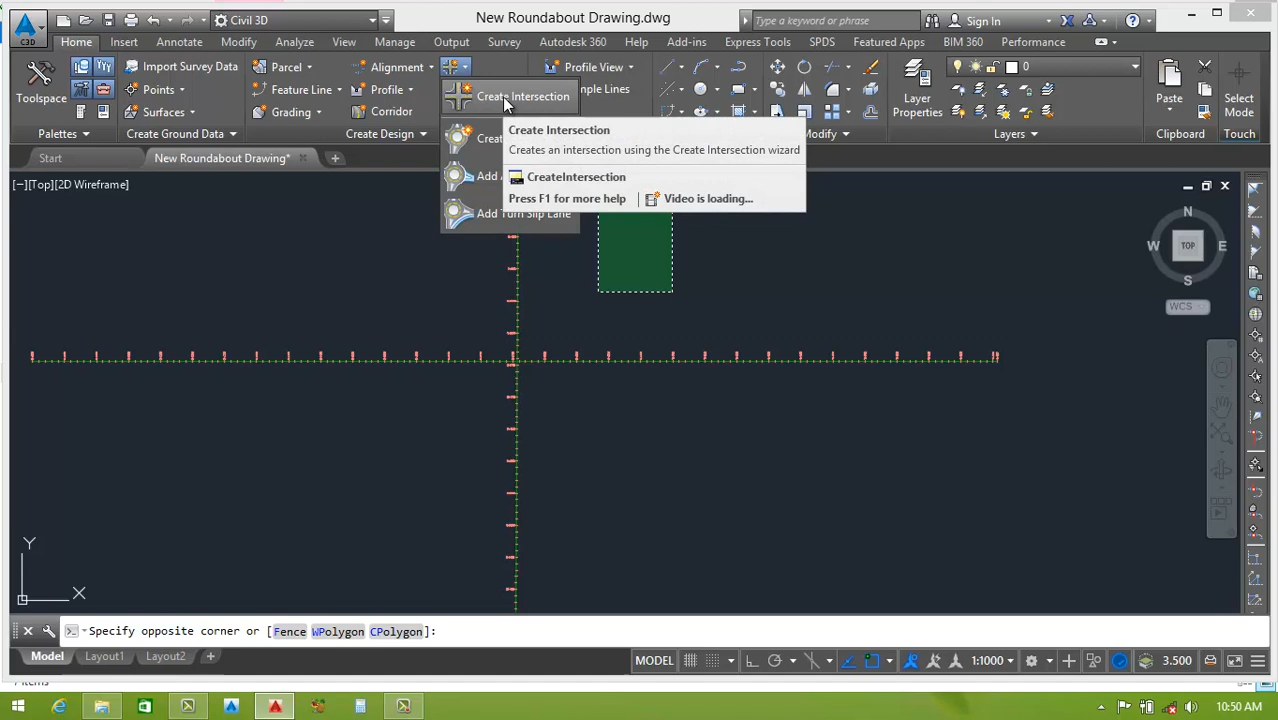 Civil 3D
New Roundabout Drawing.dwg
Type a keyword or phrase
Sign In
C3D
Home
Insert
Annotate
Modify
Analyze
View
Manage
Output
Survey
Autodesk 360
Help
Add-ins
Express Tools
SPDS
Featured Apps
BIM 360
Performance
Import Survey Data
Parcel
Alignment
Profile View
0
Toolspace
Points
Feature Line
Profile
Create Intersection
ple Lines
Layer
Properties
Paste
Select
Mode
Surfaces
Corridor
Palettes
Create Ground Data
Create Design
Modify
Layers
Clipboard
Touch
Create Intersection
Creates an intersection using the Create Intersection wizard
CreateIntersection
Press F1 for more help
Video is loading...
Add Turn Slip Lane
Start
New Roundabout Drawing*
[−][Top][2D Wireframe]
N
W
TOP
E
S
WCS
Y
X
Specify opposite corner or [Fence WPolygon CPolygon]:
Model
Layout1
Layout2
MODEL
1:1000
3.500
10:50 AM